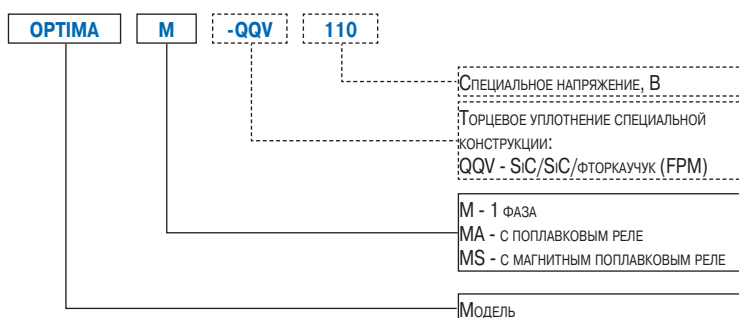 OPTIMA M -QQV 110
Специальное напряжение, В
Торцевое уплотнение специальной
конструкции:
QQV - SiC/SiC/фторкаучук (FPM)
M - 1 фаза
MA - с поплавковым реле
MS - с магнитным поплавковым реле
Модель